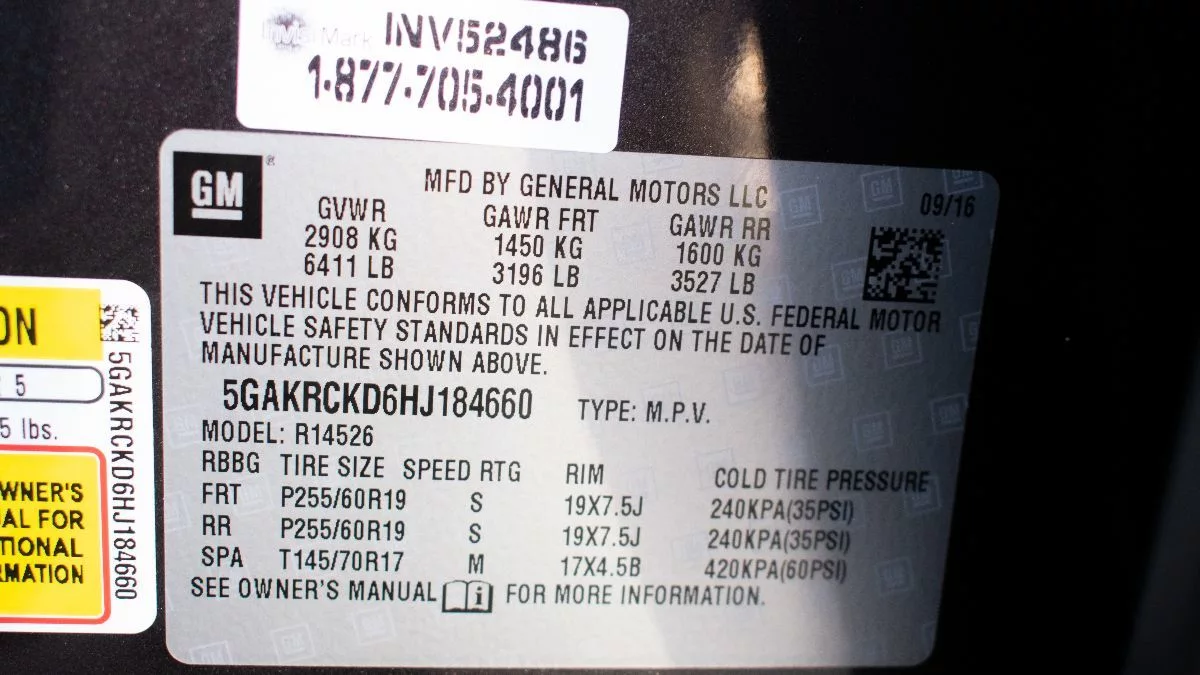 InvisiMark INV52486
1-877-705-4001
GM
MFD BY GENERAL MOTORS LLC
09/16
GVWR GAWR FRT GAWR RR
2908 KG 1450 KG 1600 KG
6411 LB 3196 LB 3527 LB
THIS VEHICLE CONFORMS TO ALL APPLICABLE U.S. FEDERAL MOTOR
VEHICLE SAFETY STANDARDS IN EFFECT ON THE DATE OF
MANUFACTURE SHOWN ABOVE.
5GAKRCKD6HJ184660 TYPE: M.P.V.
MODEL: R14526
RBBG TIRE SIZE SPEED RTG RIM COLD TIRE PRESSURE
FRT P255/60R19 S 19X7.5J 240KPA(35PSI)
RR P255/60R19 S 19X7.5J 240KPA(35PSI)
SPA T145/70R17 M 17X4.5B 420KPA(60PSI)
SEE OWNER'S MANUAL i FOR MORE INFORMATION.
ON
5
5 lbs.
WNER'S
AL FOR
TIONAL
RMATION
5GAKRCKD6HJ184660